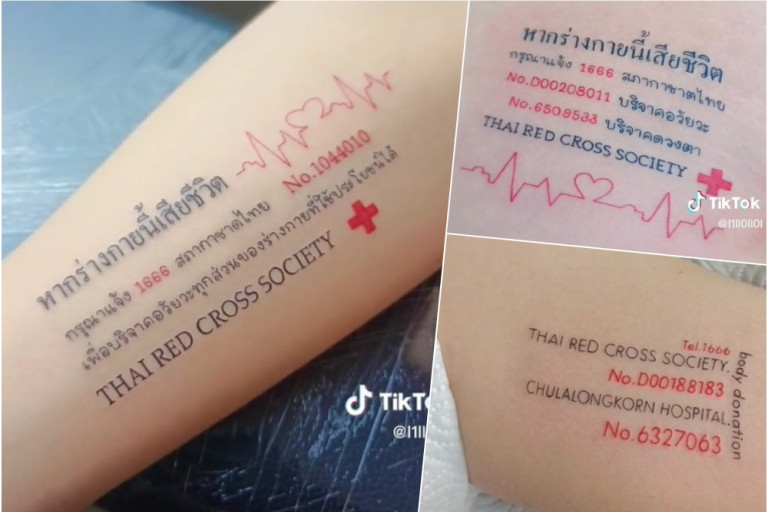 หากร่างกายนี้เสียชีวิต
กรุณาแจ้ง 1666 สภากาชาดไทย
No.1044010
เพื่อบริจาคอวัยวะทุกส่วนของร่างกายที่ใช้ประโยชน์ได้
THAI RED CROSS SOCIETY
TikTo
หากร่างกายนี้เสียชีวิต
กรุณาแจ้ง 1666 สภากาชาดไทย
No.D00208011 บริจาคอวัยวะ
No.6509533 บริจาคดวงตา
THAI RED CROSS SOCIETY
TikTok
Tel.1666
THAI RED CROSS SOCIETY.
No.D00188183
CHULALONGKORN HOSPITAL.
No.6327063
body donation